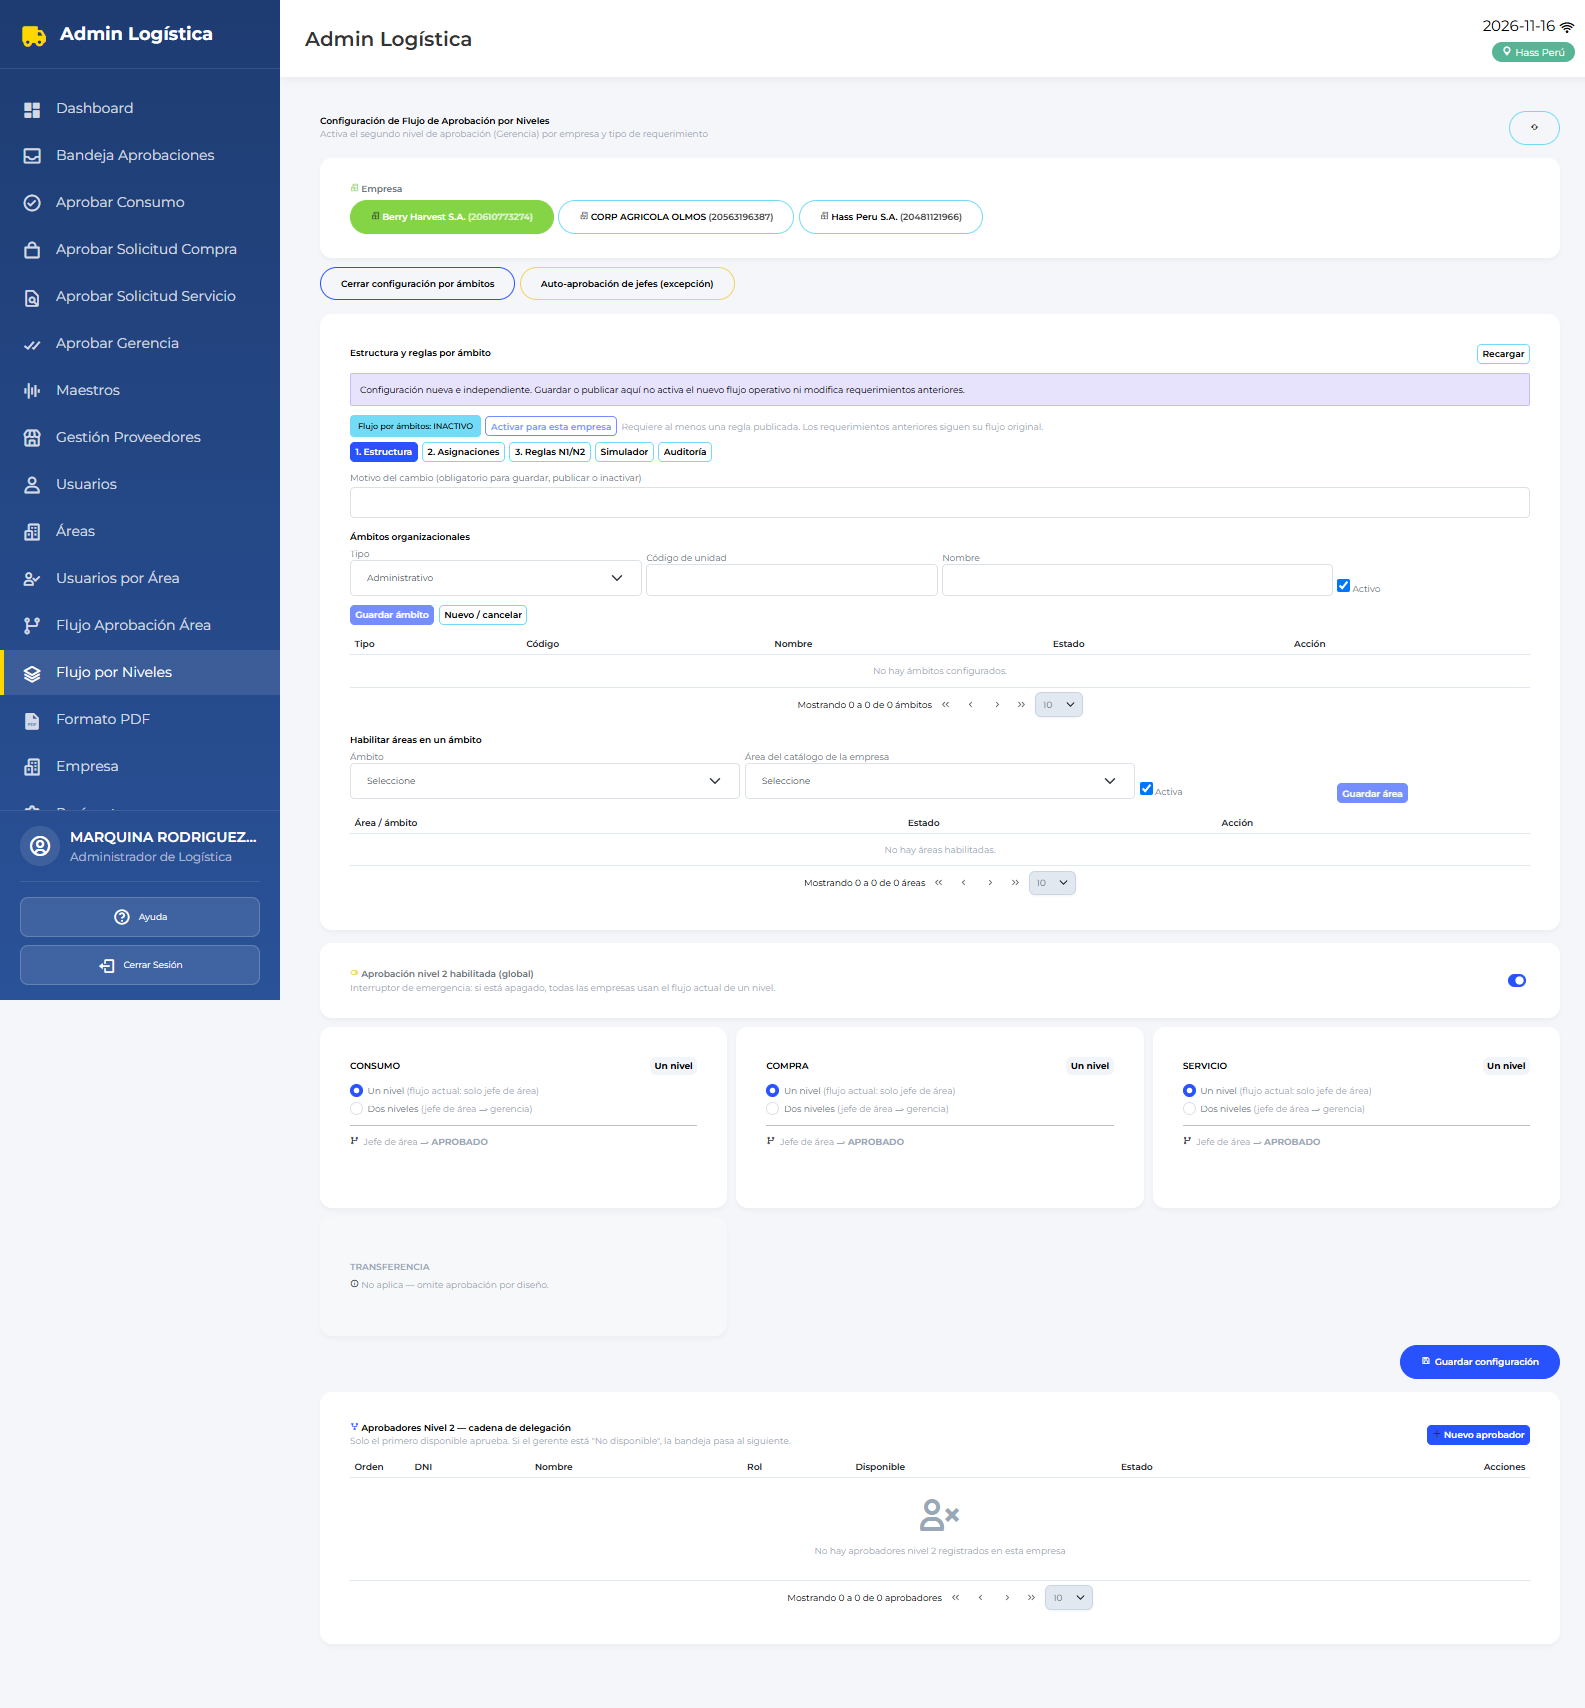 Admin Logística
Dashboard
Bandeja Aprobaciones
Aprobar Consumo
Aprobar Solicitud Compra
Aprobar Solicitud Servicio
Aprobar Gerencia
Maestros
Gestión Proveedores
Usuarios
Áreas
Usuarios por Área
Flujo Aprobación Área
Flujo por Niveles
Formato PDF
Empresa
MARQUINA RODRIGUEZ...
Administrador de Logística
Ayuda
Cerrar Sesión
Admin Logística
2026-11-16
Hass Perú
Configuración de Flujo de Aprobación por Niveles
Activa el segundo nivel de aprobación (Gerencia) por empresa y tipo de requerimiento
Empresa
Berry Harvest S.A. (20610773274)
CORP AGRICOLA OLMOS (20563196387)
Hass Peru S.A. (20481121966)
Cerrar configuración por ámbitos
Auto-aprobación de jefes (excepción)
Estructura y reglas por ámbito
Recargar
Configuración nueva e independiente. Guardar o publicar aquí no activa el nuevo flujo operativo ni modifica requerimientos anteriores.
Flujo por ámbitos: INACTIVO
Activar para esta empresa
Requiere al menos una regla publicada. Los requerimientos anteriores siguen su flujo original.
1. Estructura
2. Asignaciones
3. Reglas N1/N2
Simulador
Auditoría
Motivo del cambio (obligatorio para guardar, publicar o inactivar)
Ámbitos organizacionales
Tipo
Código de unidad
Nombre
Administrativo
Activo
Guardar ámbito
Nuevo / cancelar
Tipo Código Nombre Estado Acción
No hay ámbitos configurados.
Mostrando 0 a 0 de 0 ámbitos
10
Habilitar áreas en un ámbito
Ámbito
Área del catálogo de la empresa
Seleccione
Seleccione
Activa
Guardar área
Área / ámbito Estado Acción
No hay áreas habilitadas.
Mostrando 0 a 0 de 0 áreas
10
Aprobación nivel 2 habilitada (global)
Interruptor de emergencia: si está apagado, todas las empresas usan el flujo actual de un nivel.
CONSUMO
Un nivel
Un nivel (flujo actual: solo jefe de área)
Dos niveles (jefe de área → gerencia)
Jefe de área → APROBADO
COMPRA
Un nivel
Un nivel (flujo actual: solo jefe de área)
Dos niveles (jefe de área → gerencia)
Jefe de área → APROBADO
SERVICIO
Un nivel
Un nivel (flujo actual: solo jefe de área)
Dos niveles (jefe de área → gerencia)
Jefe de área → APROBADO
TRANSFERENCIA
No aplica — omite aprobación por diseño.
Guardar configuración
Aprobadores Nivel 2 — cadena de delegación
Solo el primero disponible aprueba. Si el gerente está "No disponible", la bandeja pasa al siguiente.
+ Nuevo aprobador
Orden DNI Nombre Rol Disponible Estado Acciones
No hay aprobadores nivel 2 registrados en esta empresa
Mostrando 0 a 0 de 0 aprobadores
10